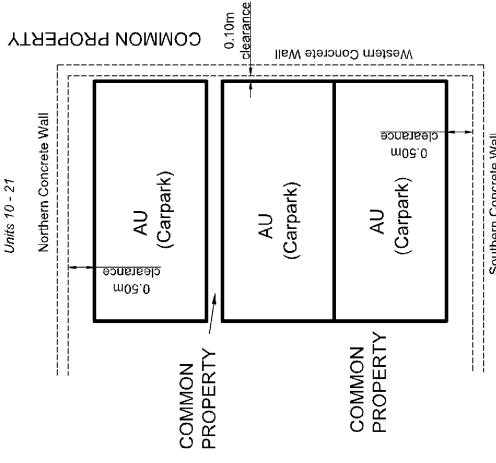 COMMON PROPERTY
0.10m
clearance
Western Concrete Wall
Units 10 - 21
Northern Concrete Wall
AU
(Carpark)
AU
(Carpark)
AU
(Carpark)
0.50m
clearance
0.50m
clearance
Southern Concrete Wall
COMMON
PROPERTY
COMMON
PROPERTY